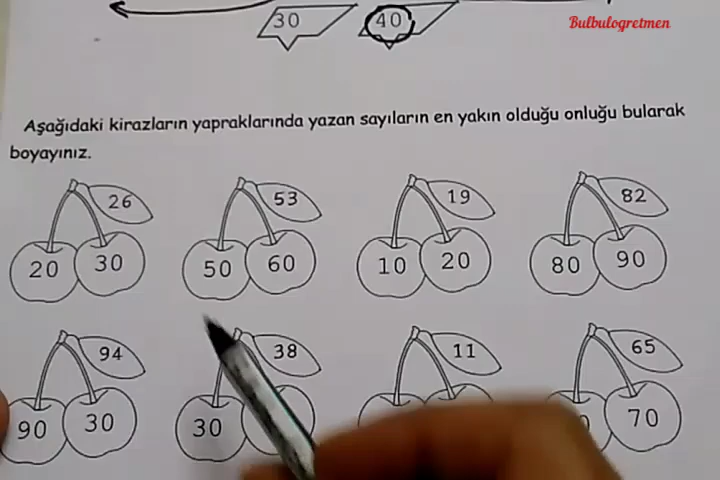 30 40
Bulbulogretmen
Aşağıdaki kirazların yapraklarında yazan sayıların en yakın olduğu onluğu bularak
boyayınız.
26 53 19 82
20 30 50 60 10 20 80 90
94 38 11 65
90 30 30 70